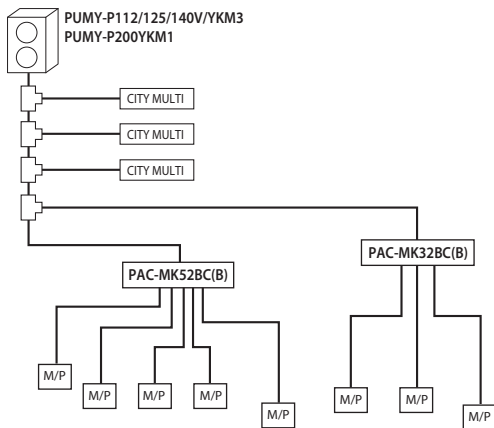 PUMY-P112/125/140V/YKM3
PUMY-P200YKM1
CITY MULTI
CITY MULTI
CITY MULTI
PAC-MK32BC(B)
PAC-MK52BC(B)
M/P
M/P
M/P
M/P
M/P
M/P
M/P
M/P